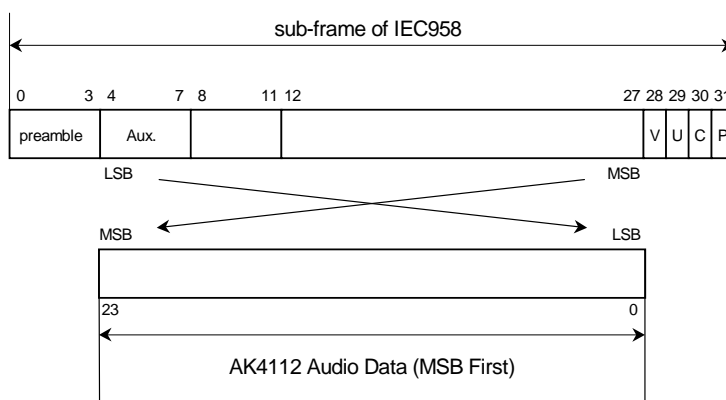 sub-frame of IEC958
0 3 4 7 8 11 12 27 28 29 30 31
preamble Aux. V U C P
LSB MSB
MSB LSB
23 0
AK4112 Audio Data (MSB First)